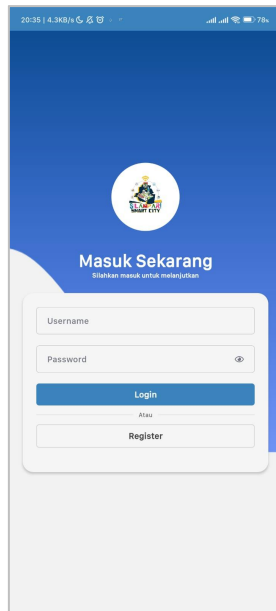 20:35 | 4.3KB/s
78%
SMART CITY
Masuk Sekarang
Silahkan masuk untuk melanjutkan
Username
Password
Login
Atau
Register